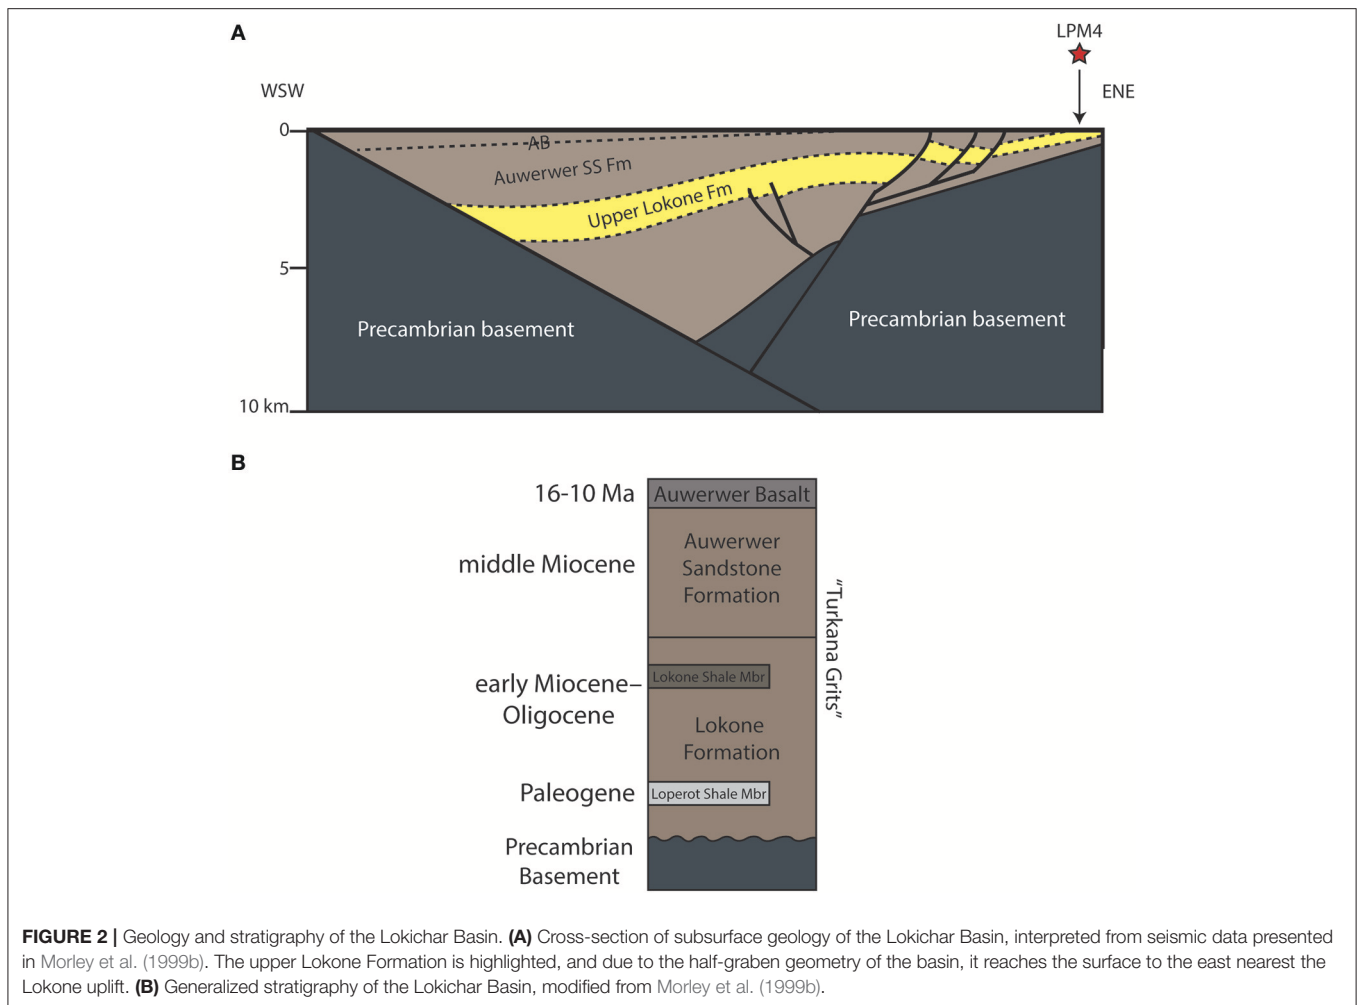 A
LPM4
WSW
ENE
0
AB
Auwerwer SS Fm
Upper Lokone Fm
5
Precambrian basement
Precambrian basement
10 km
B
16-10 Ma
Auwerwer Basalt
middle Miocene
Auwerwer
Sandstone
Formation
"Turkana Grits"
Lokone Shale Mbr
early Miocene–
Oligocene
Lokone
Formation
Paleogene
Loperot Shale Mbr
Precambrian
Basement
FIGURE 2 | Geology and stratigraphy of the Lokichar Basin. (A) Cross-section of subsurface geology of the Lokichar Basin, interpreted from seismic data presented
in Morley et al. (1999b). The upper Lokone Formation is highlighted, and due to the half-graben geometry of the basin, it reaches the surface to the east nearest the
Lokone uplift. (B) Generalized stratigraphy of the Lokichar Basin, modified from Morley et al. (1999b).